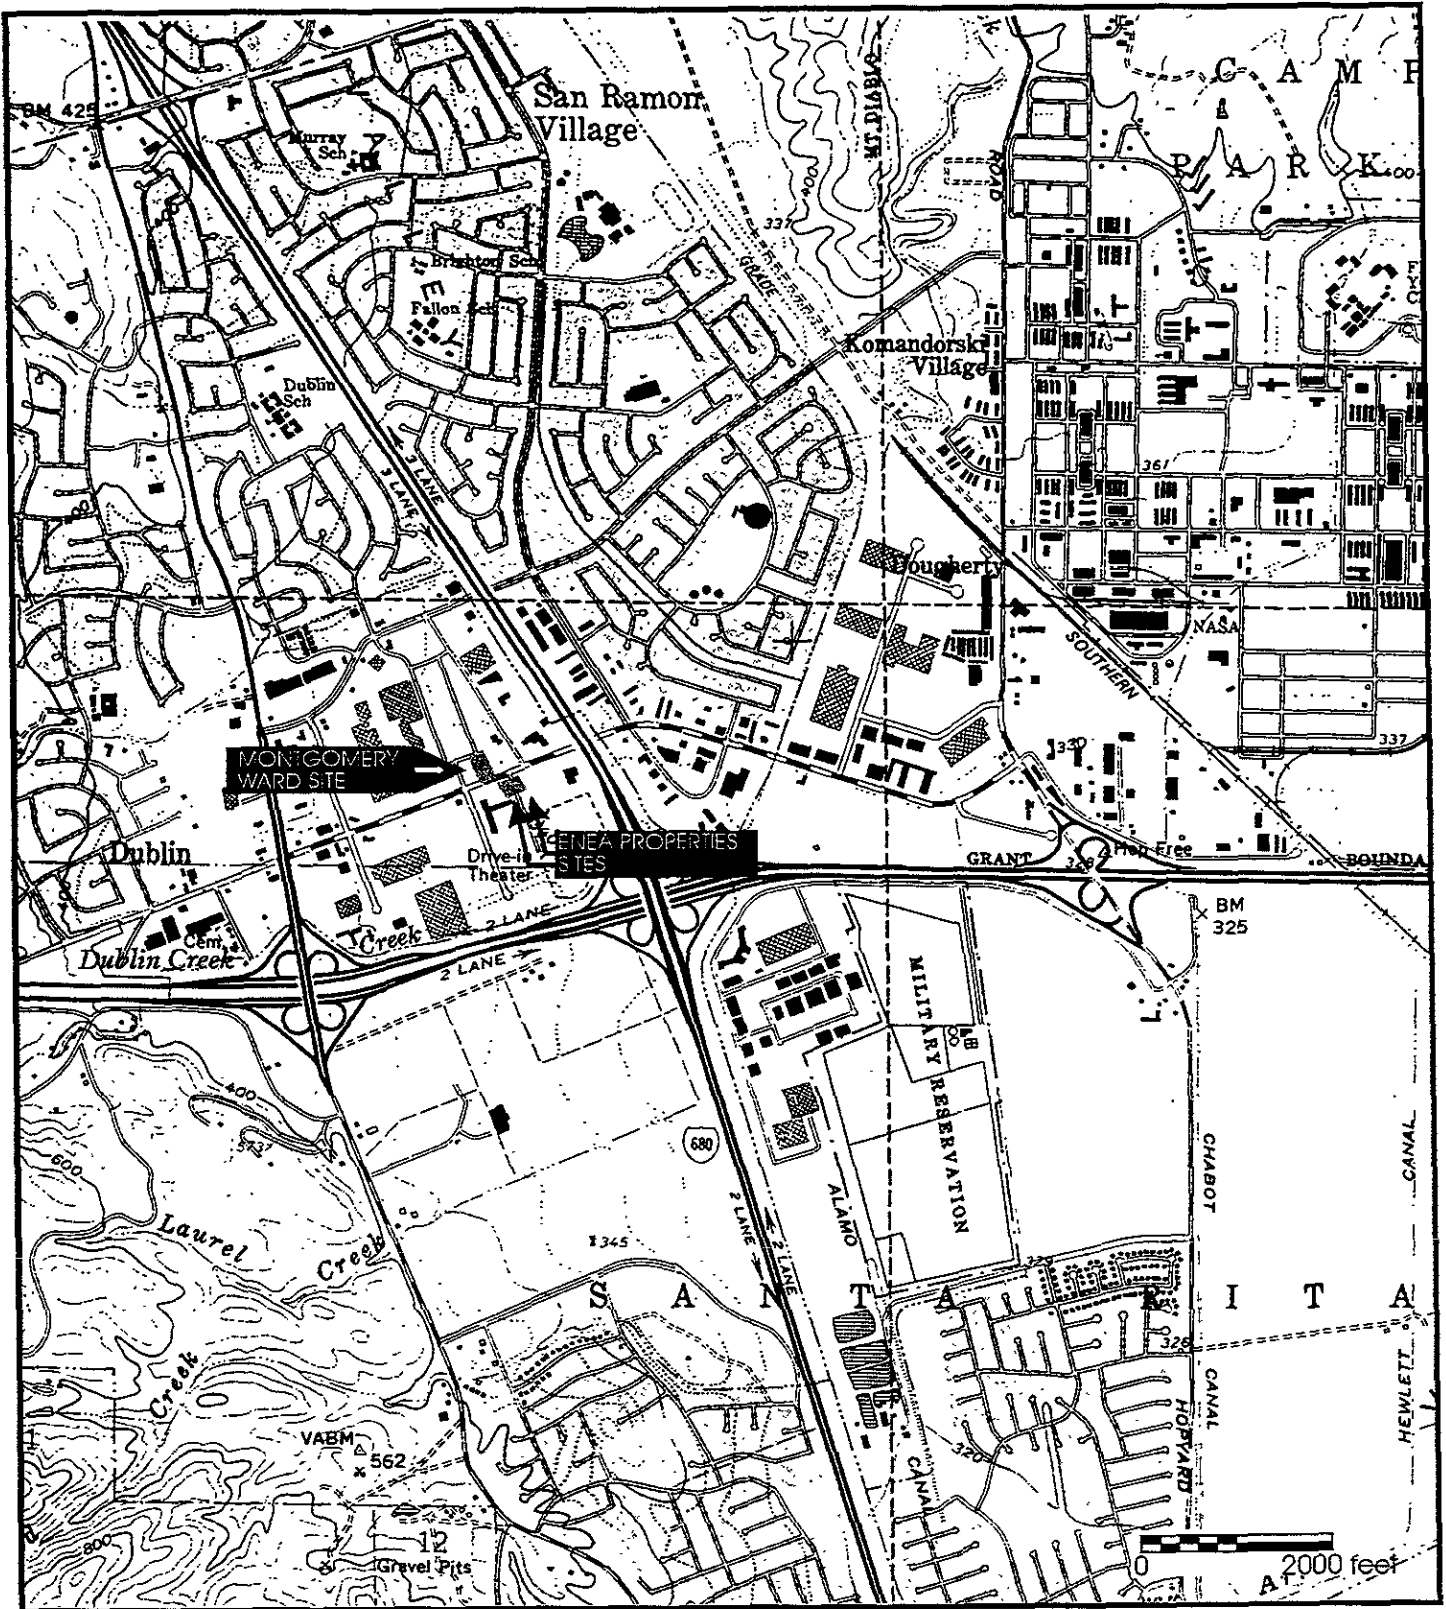 San Ramon
Village
MT DIABLO
C A M P
P A R K
BM 425
Murray
Sch
ROAD
400
337
Brighton Sch
GRADE
Fallon Sch
Komandorski
Village
Dublin
Sch
3 LANE
3 LANE
361
Dougherty
NASA
SOUTHERN
337
330
MONTGOMERY
WARD SITE
ENEA PROPERTIES
SITES
Dublin
Drive-in
Theater
GRANT
328
BOUNDA
2 LANE
BM
325
Cem
Creek
Dublin Creek
2 LANE
MILITARY RESERVATION
400
600
680
CHABOT
CANAL
2 LANE
2 LANE
ALAMO
Laurel
Creek
345
S A N T A R I T A
326
Creek
CANAL
HOPYARD
HEWLETT
CANAL
VABM
562
320
800
12
Gravel Pits
0
2000 feet